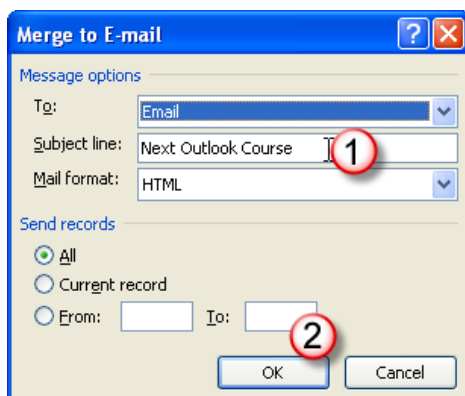 Merge to E-mail
Message options
To: Email
Subject line: Next Outlook Course 1
Mail format: HTML
Send records
All
Current record
From: To:
2
OK Cancel